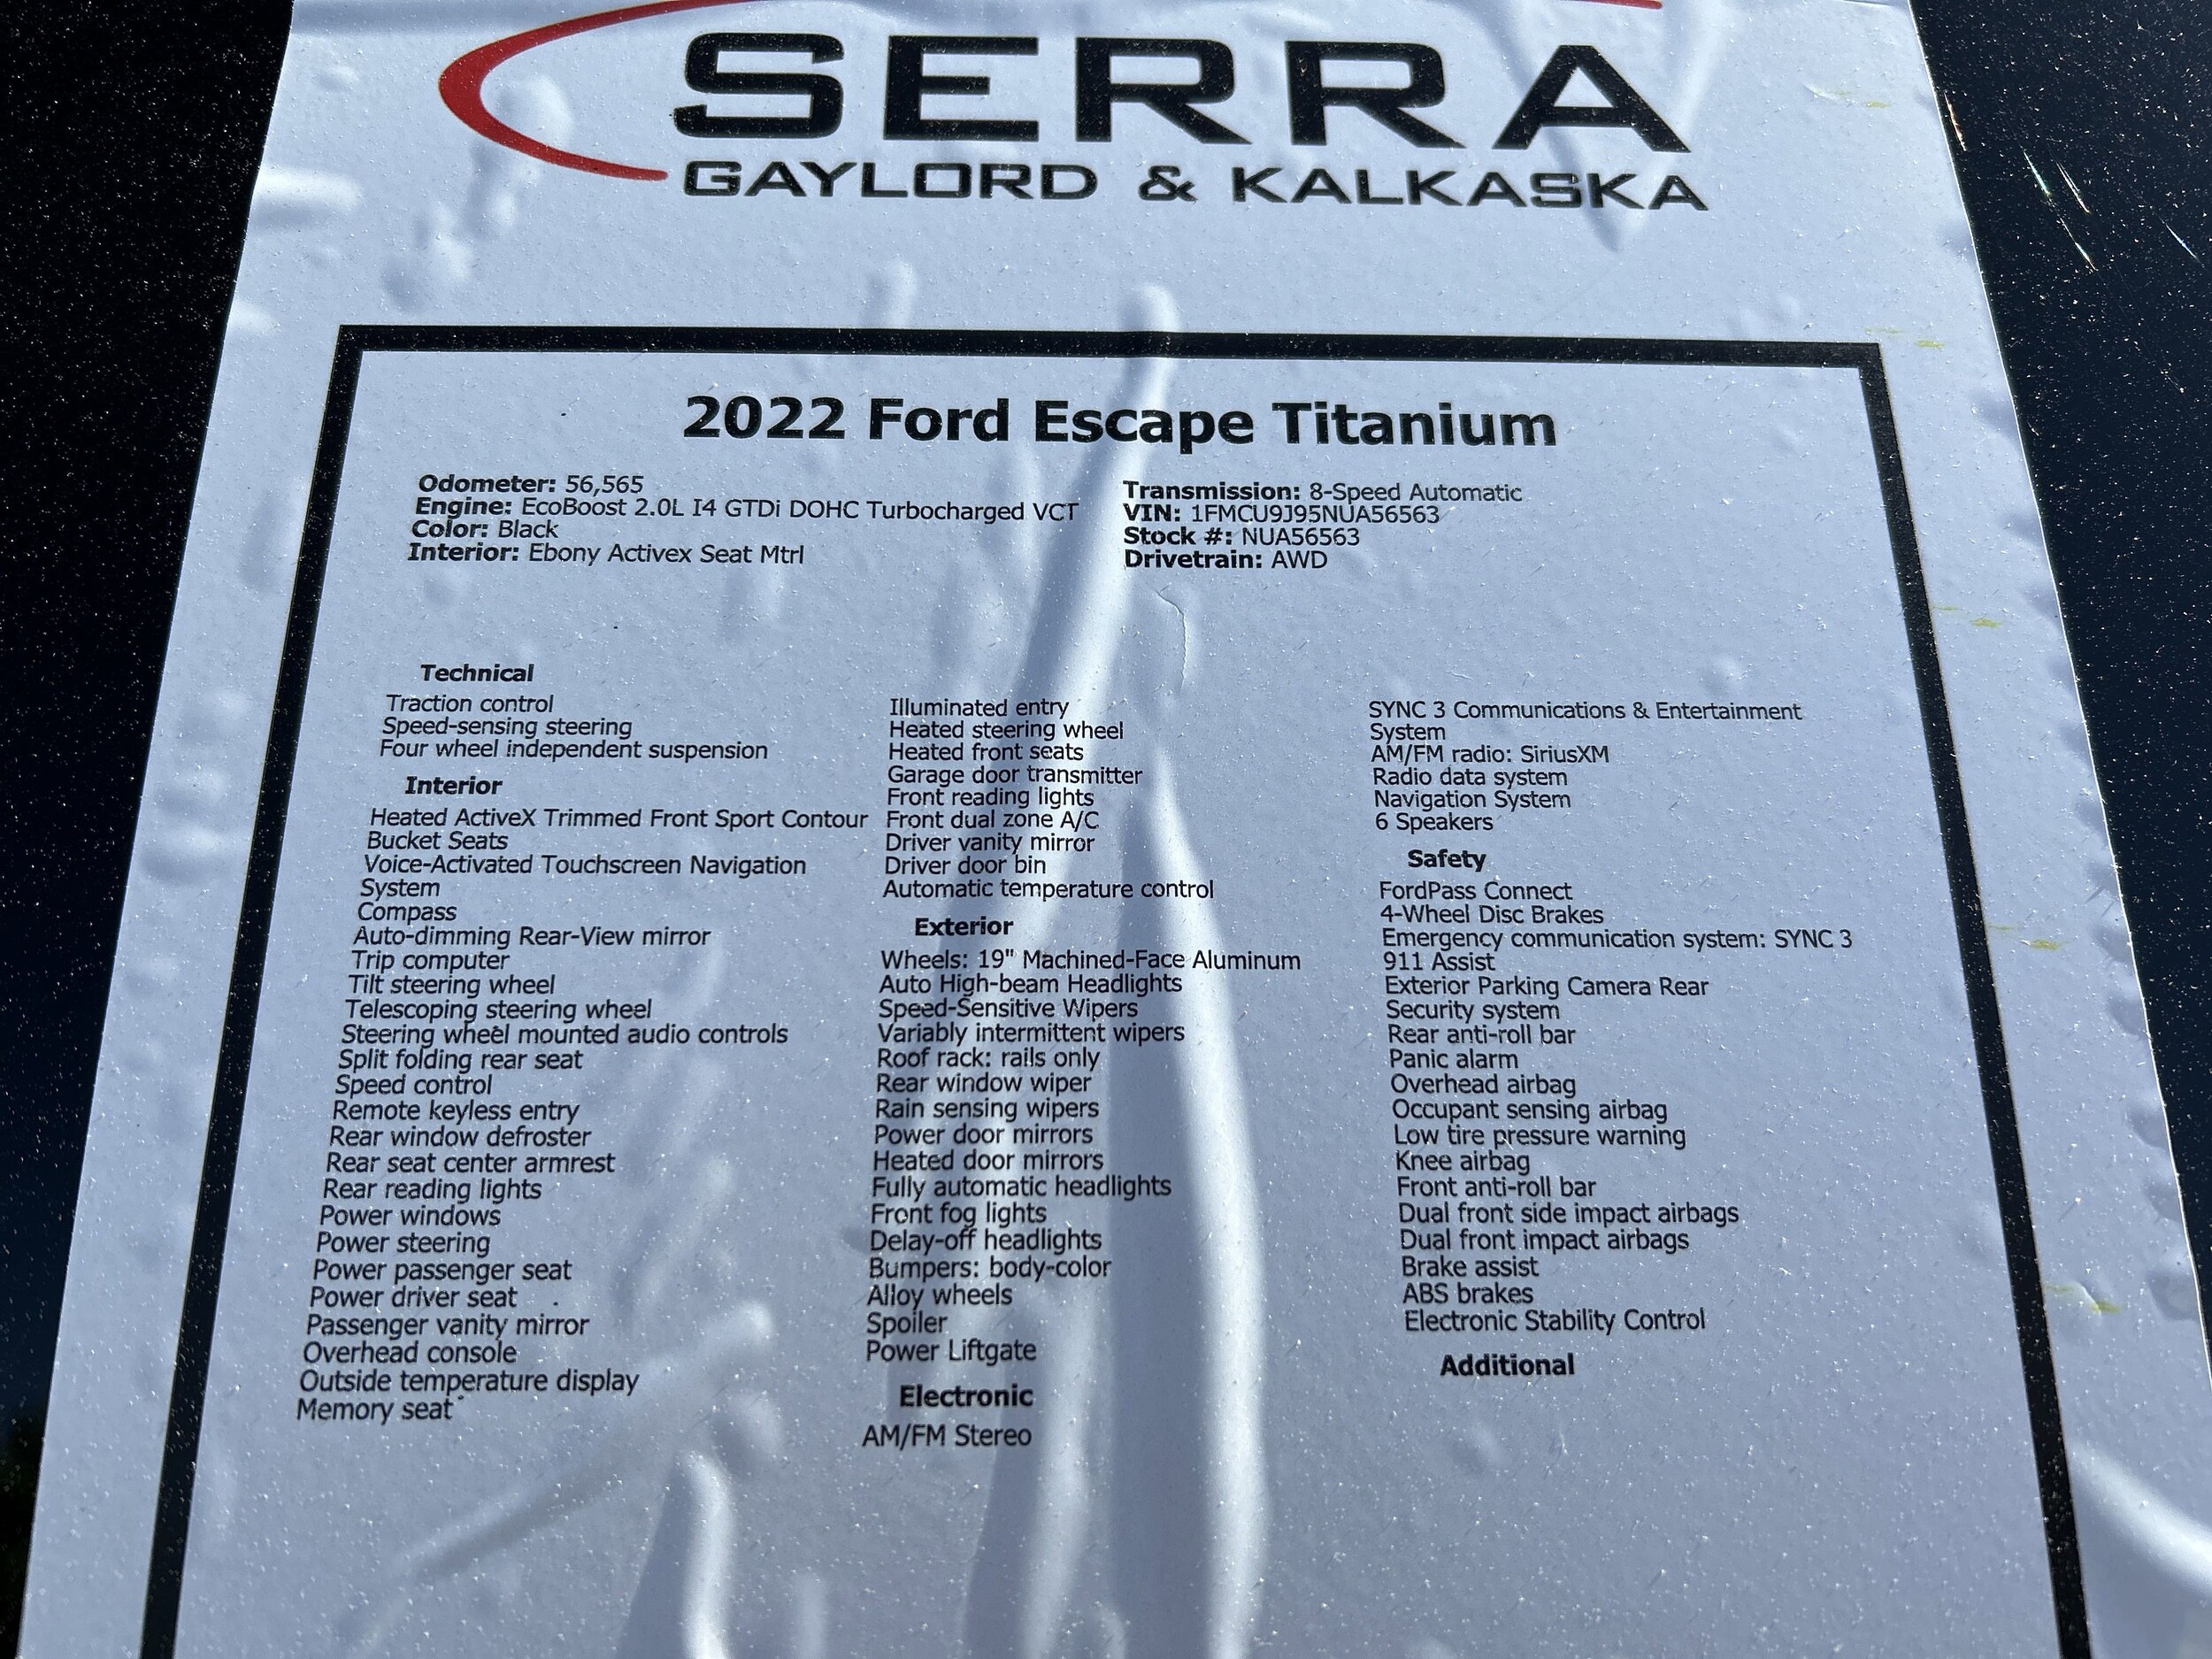 SERRA
GAYLORD & KALKASKA
2022 Ford Escape Titanium
Odometer: 56,565
Engine: EcoBoost 2.0L I4 GTDi DOHC Turbocharged VCT
Color: Black
Interior: Ebony Activex Seat Mtrl
Transmission: 8-Speed Automatic
VIN: 1FMCU9J95NUA56563
Stock #: NUA56563
Drivetrain: AWD
Technical
Traction control
Speed-sensing steering
Four wheel independent suspension
Interior
Heated ActiveX Trimmed Front Sport Contour
Bucket Seats
Voice-Activated Touchscreen Navigation
System
Compass
Auto-dimming Rear-View mirror
Trip computer
Tilt steering wheel
Telescoping steering wheel
Steering wheel mounted audio controls
Split folding rear seat
Speed control
Remote keyless entry
Rear window defroster
Rear seat center armrest
Rear reading lights
Power windows
Power steering
Power passenger seat
Power driver seat
Passenger vanity mirror
Overhead console
Outside temperature display
Memory seat
Illuminated entry
Heated steering wheel
Heated front seats
Garage door transmitter
Front reading lights
Front dual zone A/C
Driver vanity mirror
Driver door bin
Automatic temperature control
Exterior
Wheels: 19" Machined-Face Aluminum
Auto High-beam Headlights
Speed-Sensitive Wipers
Variably intermittent wipers
Roof rack: rails only
Rear window wiper
Rain sensing wipers
Power door mirrors
Heated door mirrors
Fully automatic headlights
Front fog lights
Delay-off headlights
Bumpers: body-color
Alloy wheels
Spoiler
Power Liftgate
Electronic
AM/FM Stereo
SYNC 3 Communications & Entertainment
System
AM/FM radio: SiriusXM
Radio data system
Navigation System
6 Speakers
Safety
FordPass Connect
4-Wheel Disc Brakes
Emergency communication system: SYNC 3
911 Assist
Exterior Parking Camera Rear
Security system
Rear anti-roll bar
Panic alarm
Overhead airbag
Occupant sensing airbag
Low tire pressure warning
Knee airbag
Front anti-roll bar
Dual front side impact airbags
Dual front impact airbags
Brake assist
ABS brakes
Electronic Stability Control
Additional